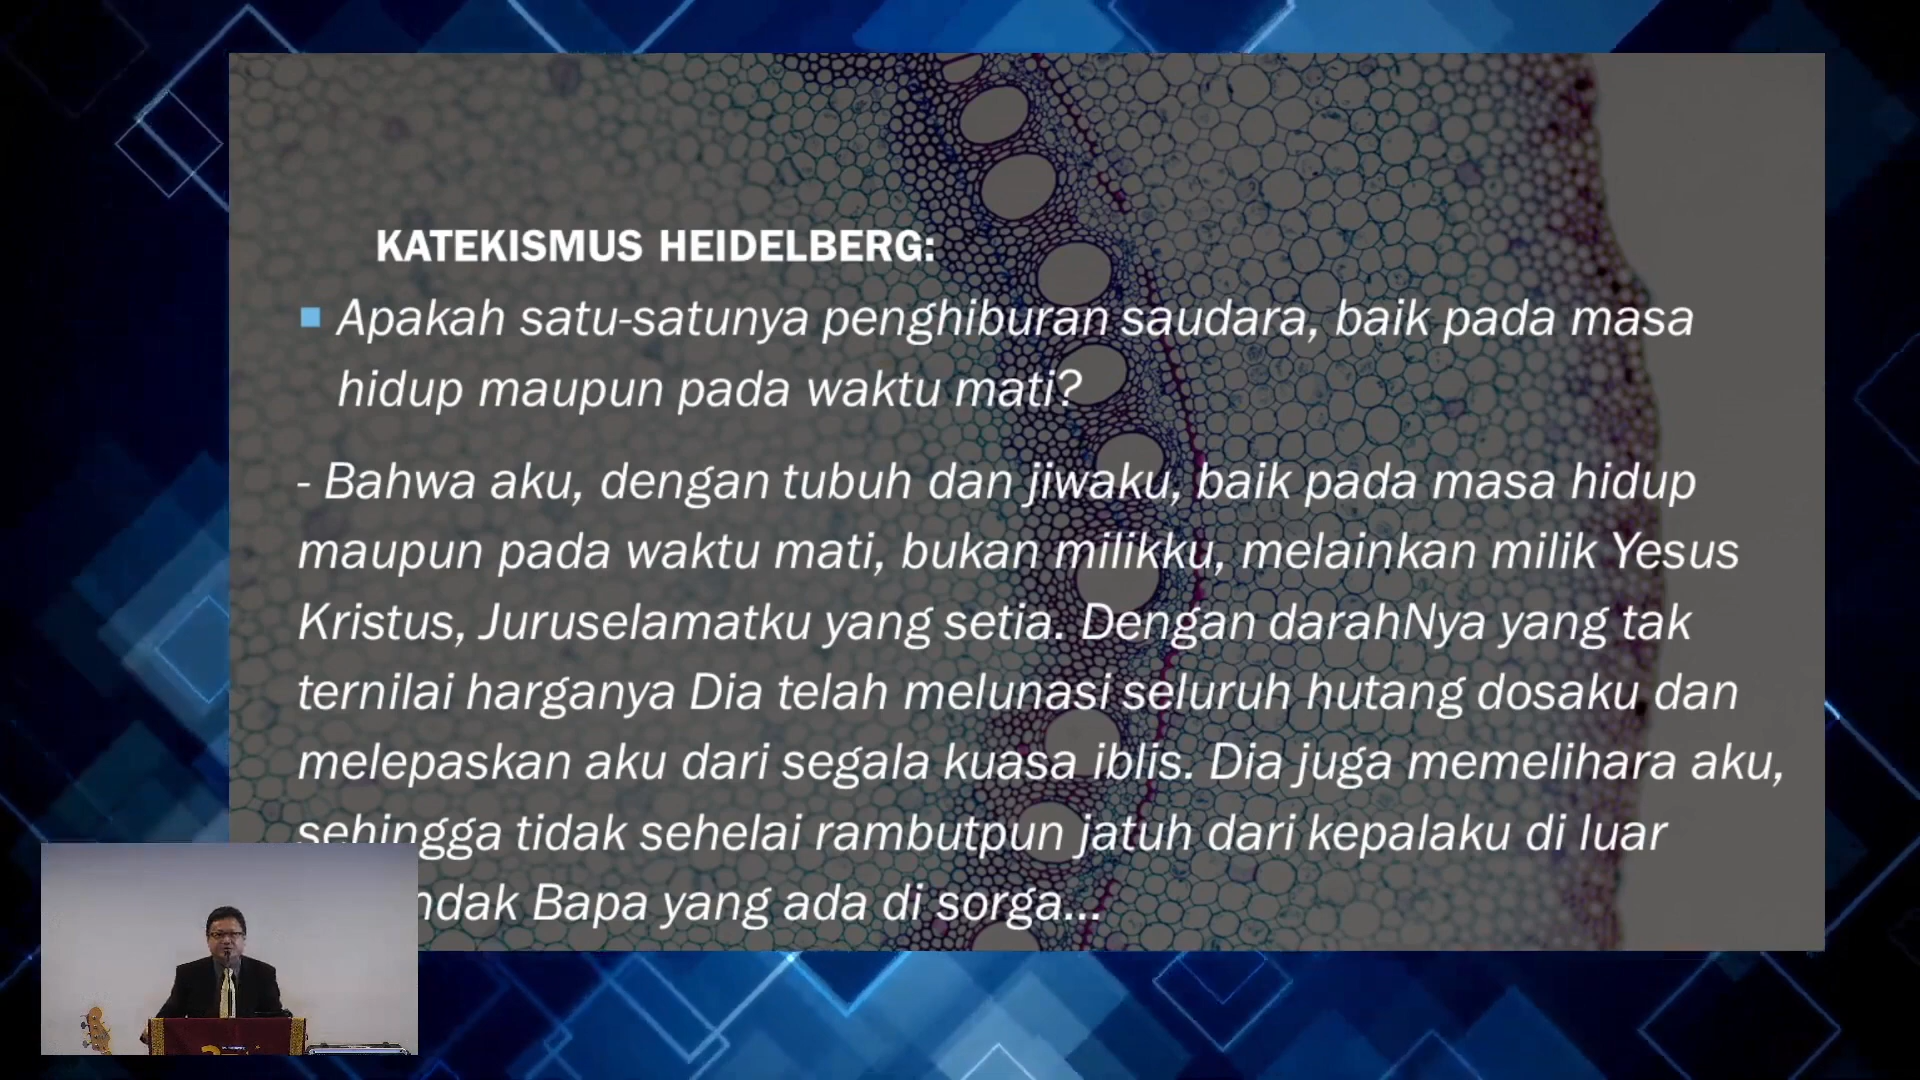 KATEKISMUS HEIDELBERG:
Apakah satu-satunya penghiburan saudara, baik pada masa
hidup maupun pada waktu mati?
- Bahwa aku, dengan tubuh dan jiwaku, baik pada masa hidup
maupun pada waktu mati, bukan milikku, melainkan milik Yesus
Kristus, Juruselamatku yang setia. Dengan darahNya yang tak
ternilai harganya Dia telah melunasi seluruh hutang dosaku dan
melepaskan aku dari segala kuasa iblis. Dia juga memelihara aku,
sehingga tidak sehelai rambutpun jatuh dari kepalaku di luar
Bapa yang ada di sorga...